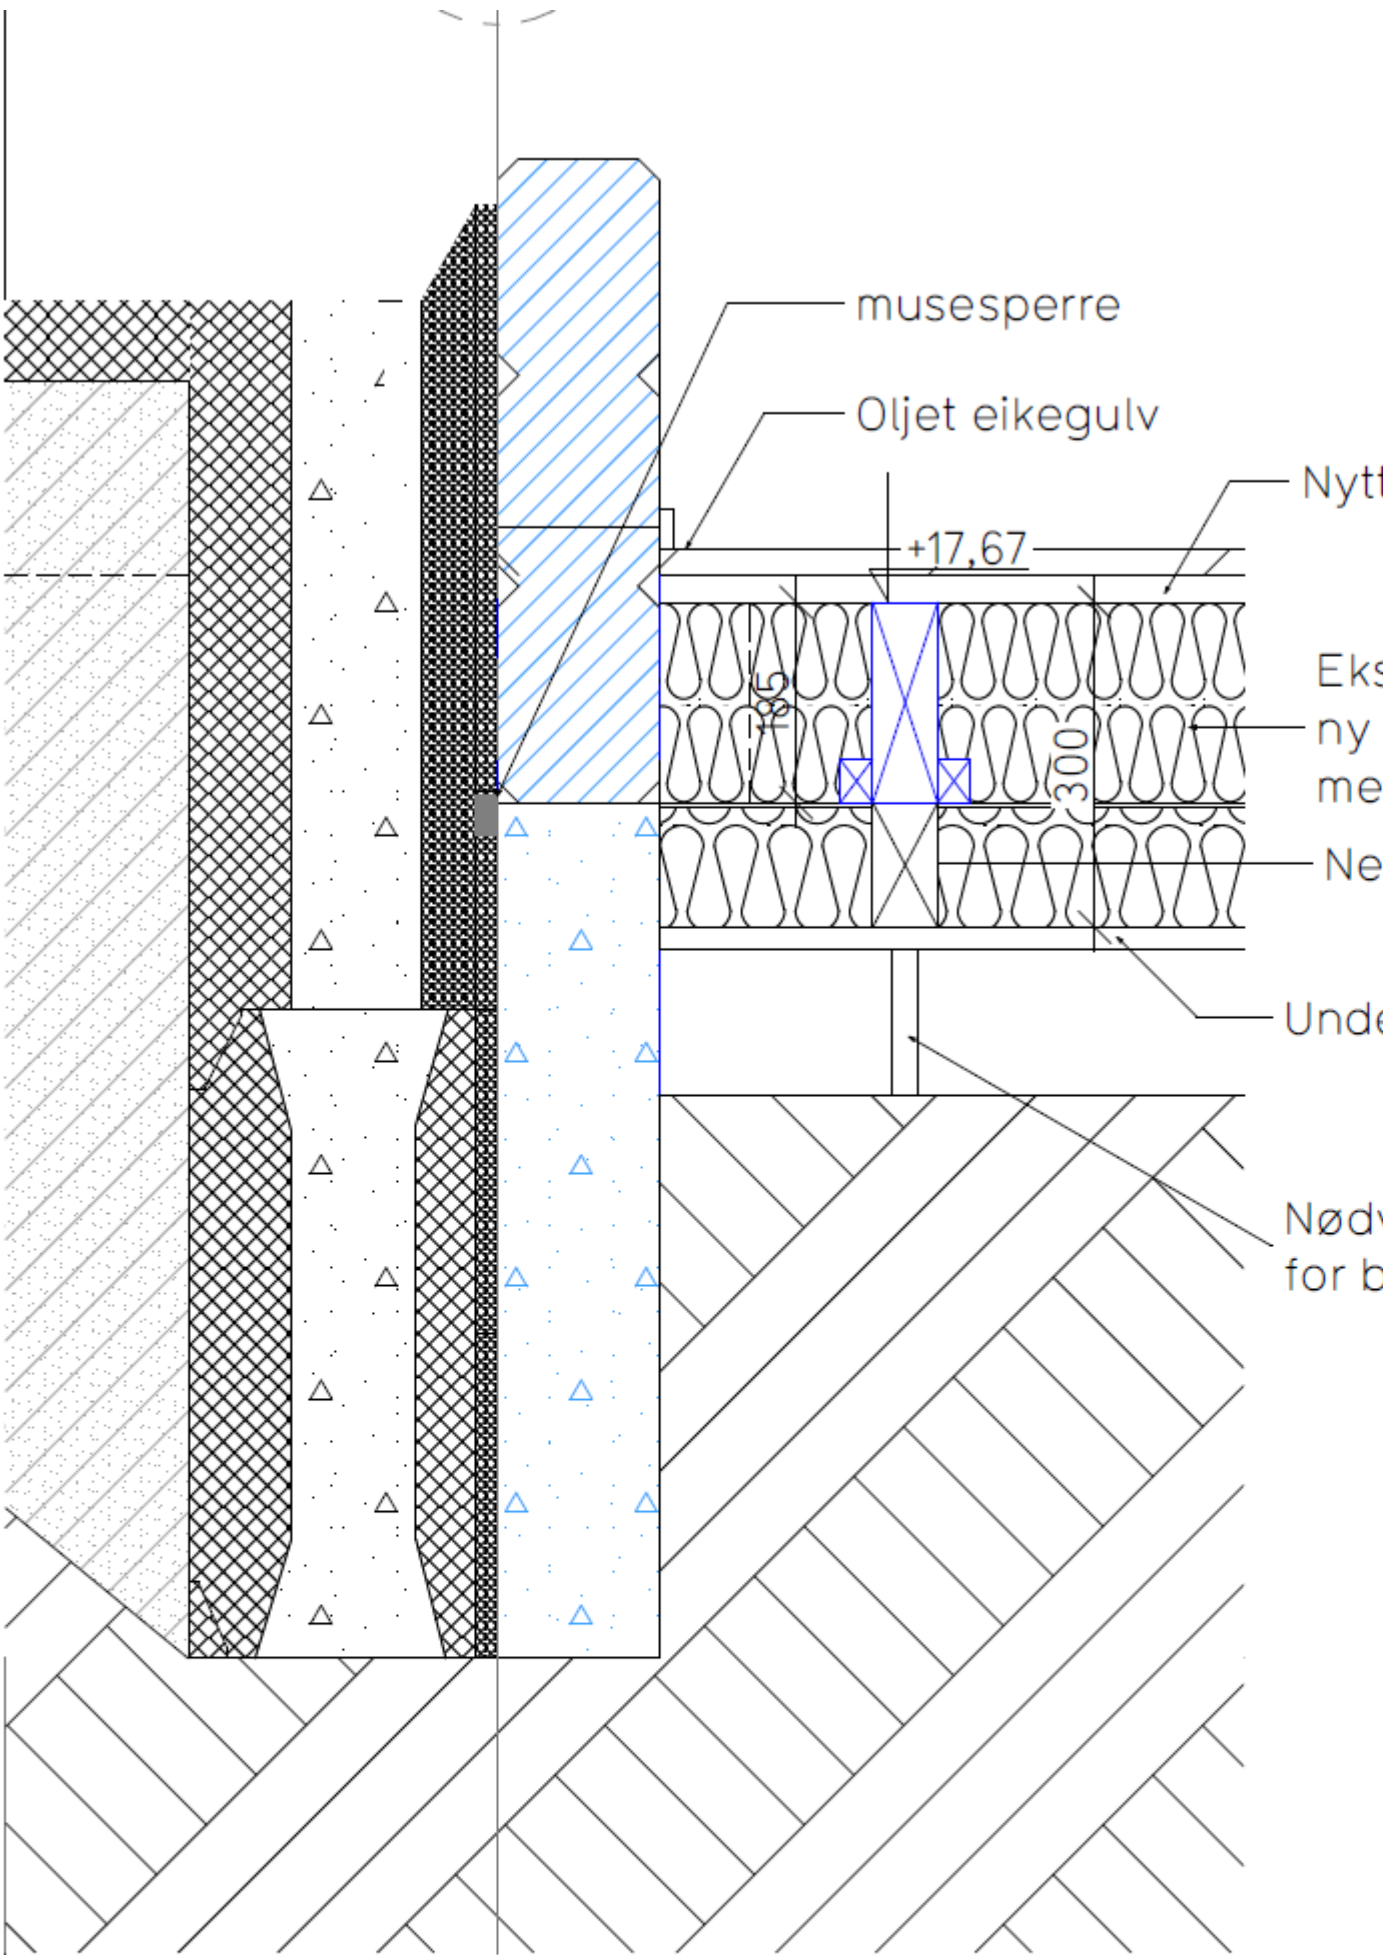 musesperre
Oljet eikegulv
Nytt
+17,67
185
300
Eks
ny
me
Ne
Unde
Nødv
for b